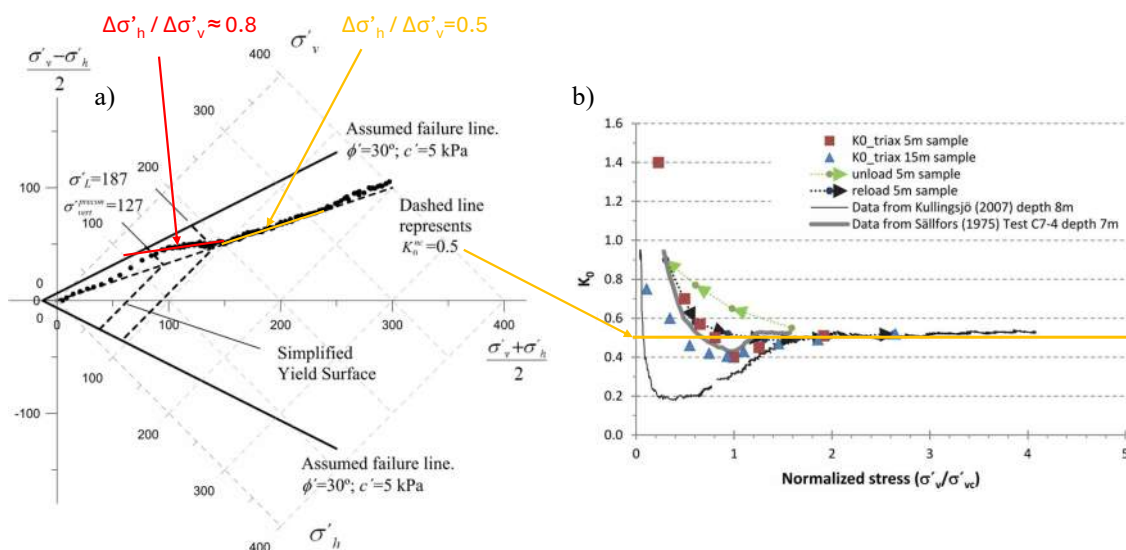 Δσ'h / Δσ'v ≈ 0.8
Δσ'h / Δσ'v=0.5
σ′v − σ′h
2
a)
σ′v
400
300
200
100
0
Assumed failure line.
ϕ′=30º; c′=5 kPa
σ′L=187
σ′vert precon=127
100
0
-100
0
100
200
300
400
Dashed line
represents
K0nc=0.5
σ′v + σ′h
2
Simplified
Yield Surface
100
200
300
400
Assumed failure line.
ϕ′=30º; c′=5 kPa
σ′h
b)
1.6
1.4
1.2
1.0
0.8
0.6
0.4
0.2
0.0
K0
K0_triax 5m sample
K0_triax 15m sample
unload 5m sample
reload 5m sample
Data from Kullingsjö (2007) depth 8m
Data from Sällfors (1975) Test C7-4 depth 7m
0
1
2
3
4
5
Normalized stress (σ′v/σ′vc)